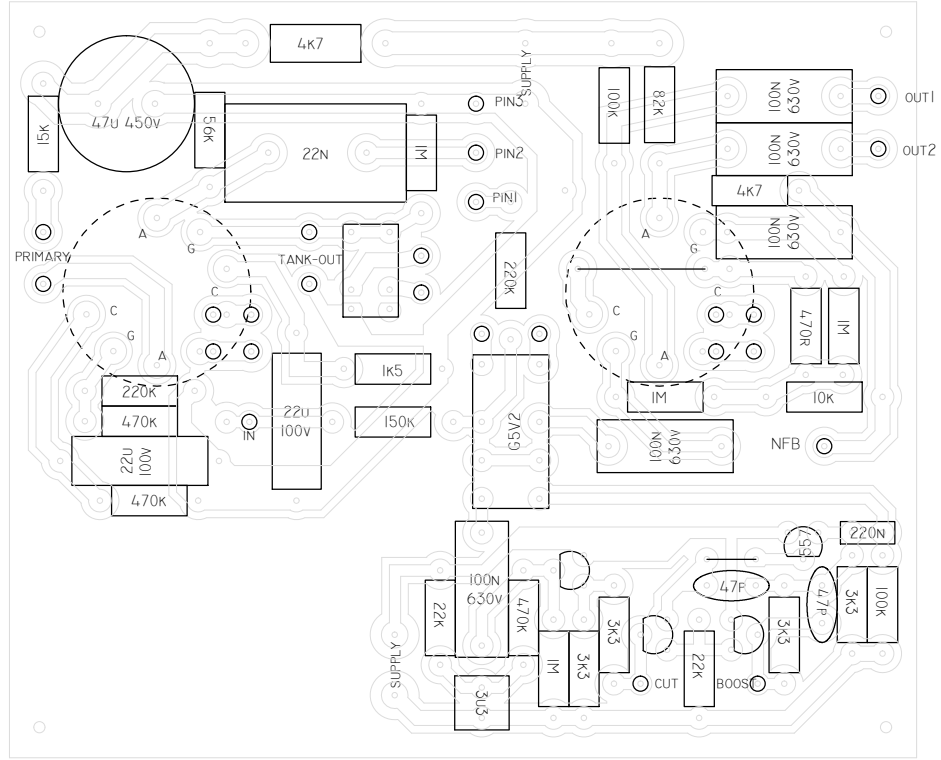 4K7
SUPPLY
PIN3
100K
82K
100N 630V
OUT1
15K
47U 450V
56K
22N
1M
PIN2
100N 630V
OUT2
PIN1
4K7
100N 630V
PRIMARY
A
G
C
C
G
A
TANK-OUT
220K
A
G
C
C
G
A
470R
1M
220K
470K
22U 100V
470K
IN
22U 100V
1K5
150K
G5V2
1M
10K
100N 630V
NFB
557
220N
100N 630V
22K
470K
47P
47P
3K3
100K
3K3
1M
3K3
22K
3K3
SUPPLY
CUT
BOOST
3U3